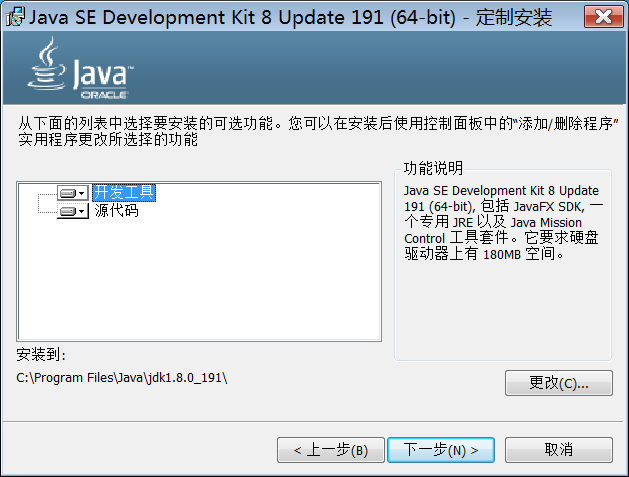 Java SE Development Kit 8 Update 191 (64-bit) - 定制安装
Java™
ORACLE
从下面的列表中选择要安装的可选功能。您可以在安装后使用控制面板中的“添加/删除程序”
实用程序更改所选择的功能
开发工具
源代码
功能说明
Java SE Development Kit 8 Update
191 (64-bit), 包括 JavaFX SDK, 一
个专用 JRE 以及 Java Mission
Control 工具套件。它要求硬盘
驱动器上有 180MB 空间。
安装到:
C:\Program Files\Java\jdk1.8.0_191\
更改(C)...
< 上一步(B)
下一步(N) >
取消